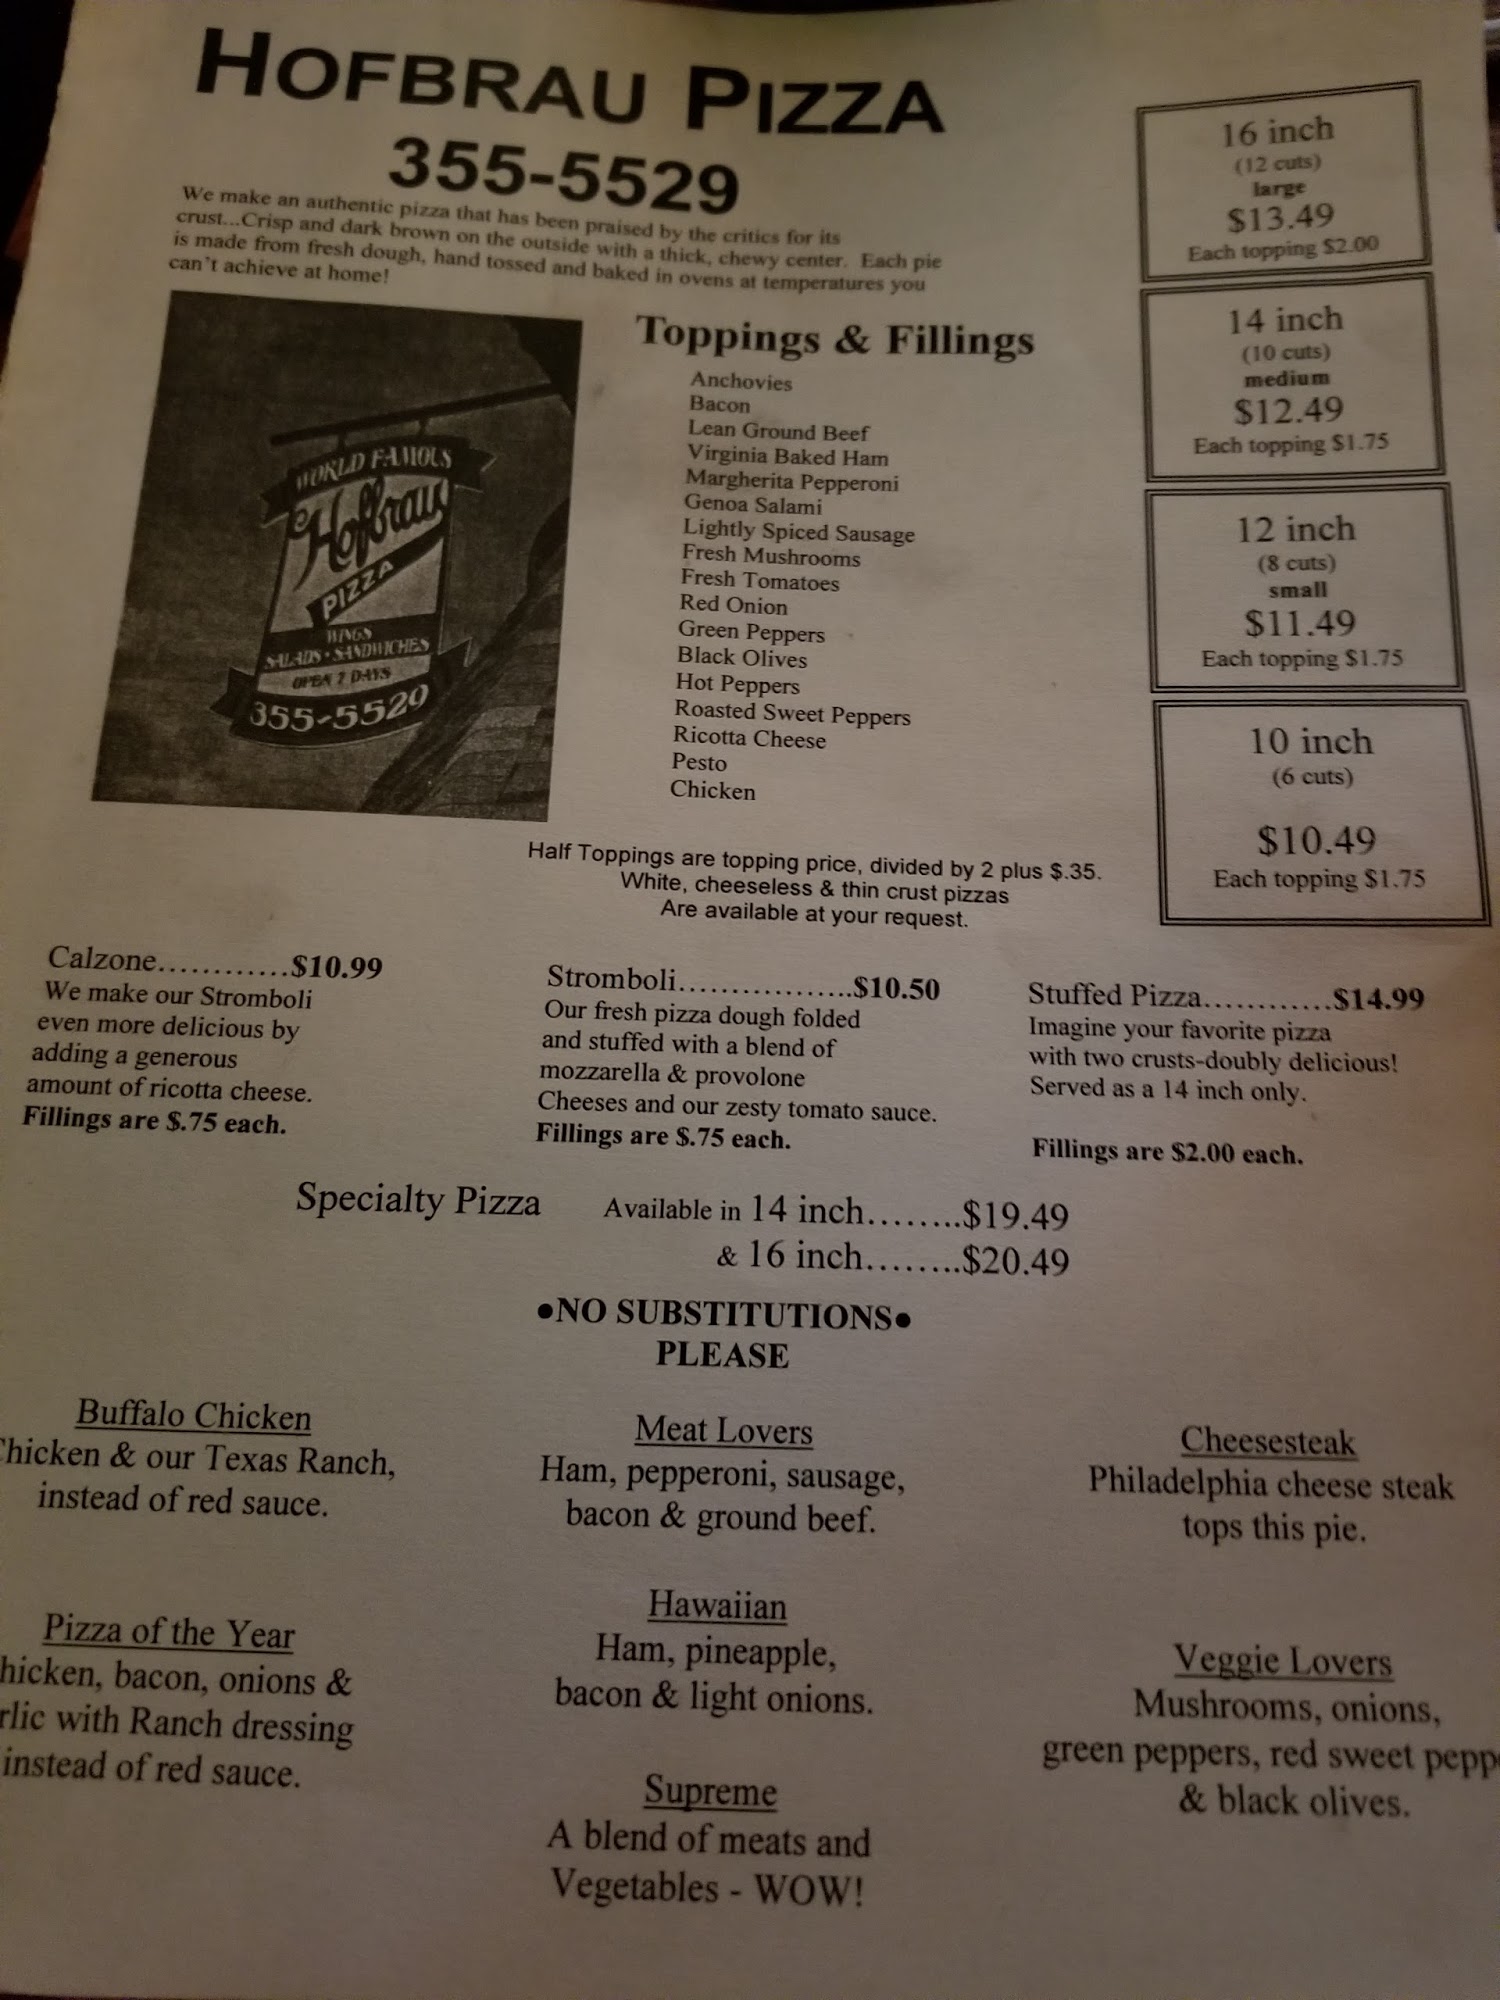 HOFBRAU PIZZA
355-5529
We make an authentic pizza that has been praised by the critics for its
crust...Crisp and dark brown on the outside with a thick, chewy center. Each pie
is made from fresh dough, hand tossed and baked in ovens at temperatures you
can't achieve at home!
WORLD FAMOUS
Hofbrau
PIZZA
WINGS
SALADS • SANDWICHES
OPEN 7 DAYS
355-5529
Toppings & Fillings
Anchovies
Bacon
Lean Ground Beef
Virginia Baked Ham
Margherita Pepperoni
Genoa Salami
Lightly Spiced Sausage
Fresh Mushrooms
Fresh Tomatoes
Red Onion
Green Peppers
Black Olives
Hot Peppers
Roasted Sweet Peppers
Ricotta Cheese
Pesto
Chicken
16 inch
(12 cuts)
large
$13.49
Each topping $2.00
14 inch
(10 cuts)
medium
$12.49
Each topping $1.75
12 inch
(8 cuts)
small
$11.49
Each topping $1.75
10 inch
(6 cuts)
$10.49
Each topping $1.75
Half Toppings are topping price, divided by 2 plus $.35.
White, cheeseless & thin crust pizzas
Are available at your request.
Calzone............$10.99
We make our Stromboli
even more delicious by
adding a generous
amount of ricotta cheese.
Fillings are $.75 each.
Stromboli.................$10.50
Our fresh pizza dough folded
and stuffed with a blend of
mozzarella & provolone
Cheeses and our zesty tomato sauce.
Fillings are $.75 each.
Stuffed Pizza............$14.99
Imagine your favorite pizza
with two crusts-doubly delicious!
Served as a 14 inch only.
Fillings are $2.00 each.
Specialty Pizza Available in 14 inch........$19.49
& 16 inch........$20.49
•NO SUBSTITUTIONS•
PLEASE
Buffalo Chicken
hicken & our Texas Ranch,
instead of red sauce.
Pizza of the Year
hicken, bacon, onions &
rlic with Ranch dressing
instead of red sauce.
Meat Lovers
Ham, pepperoni, sausage,
bacon & ground beef.
Hawaiian
Ham, pineapple,
bacon & light onions.
Supreme
A blend of meats and
Vegetables - WOW!
Cheesesteak
Philadelphia cheese steak
tops this pie.
Veggie Lovers
Mushrooms, onions,
green peppers, red sweet pepp
& black olives.